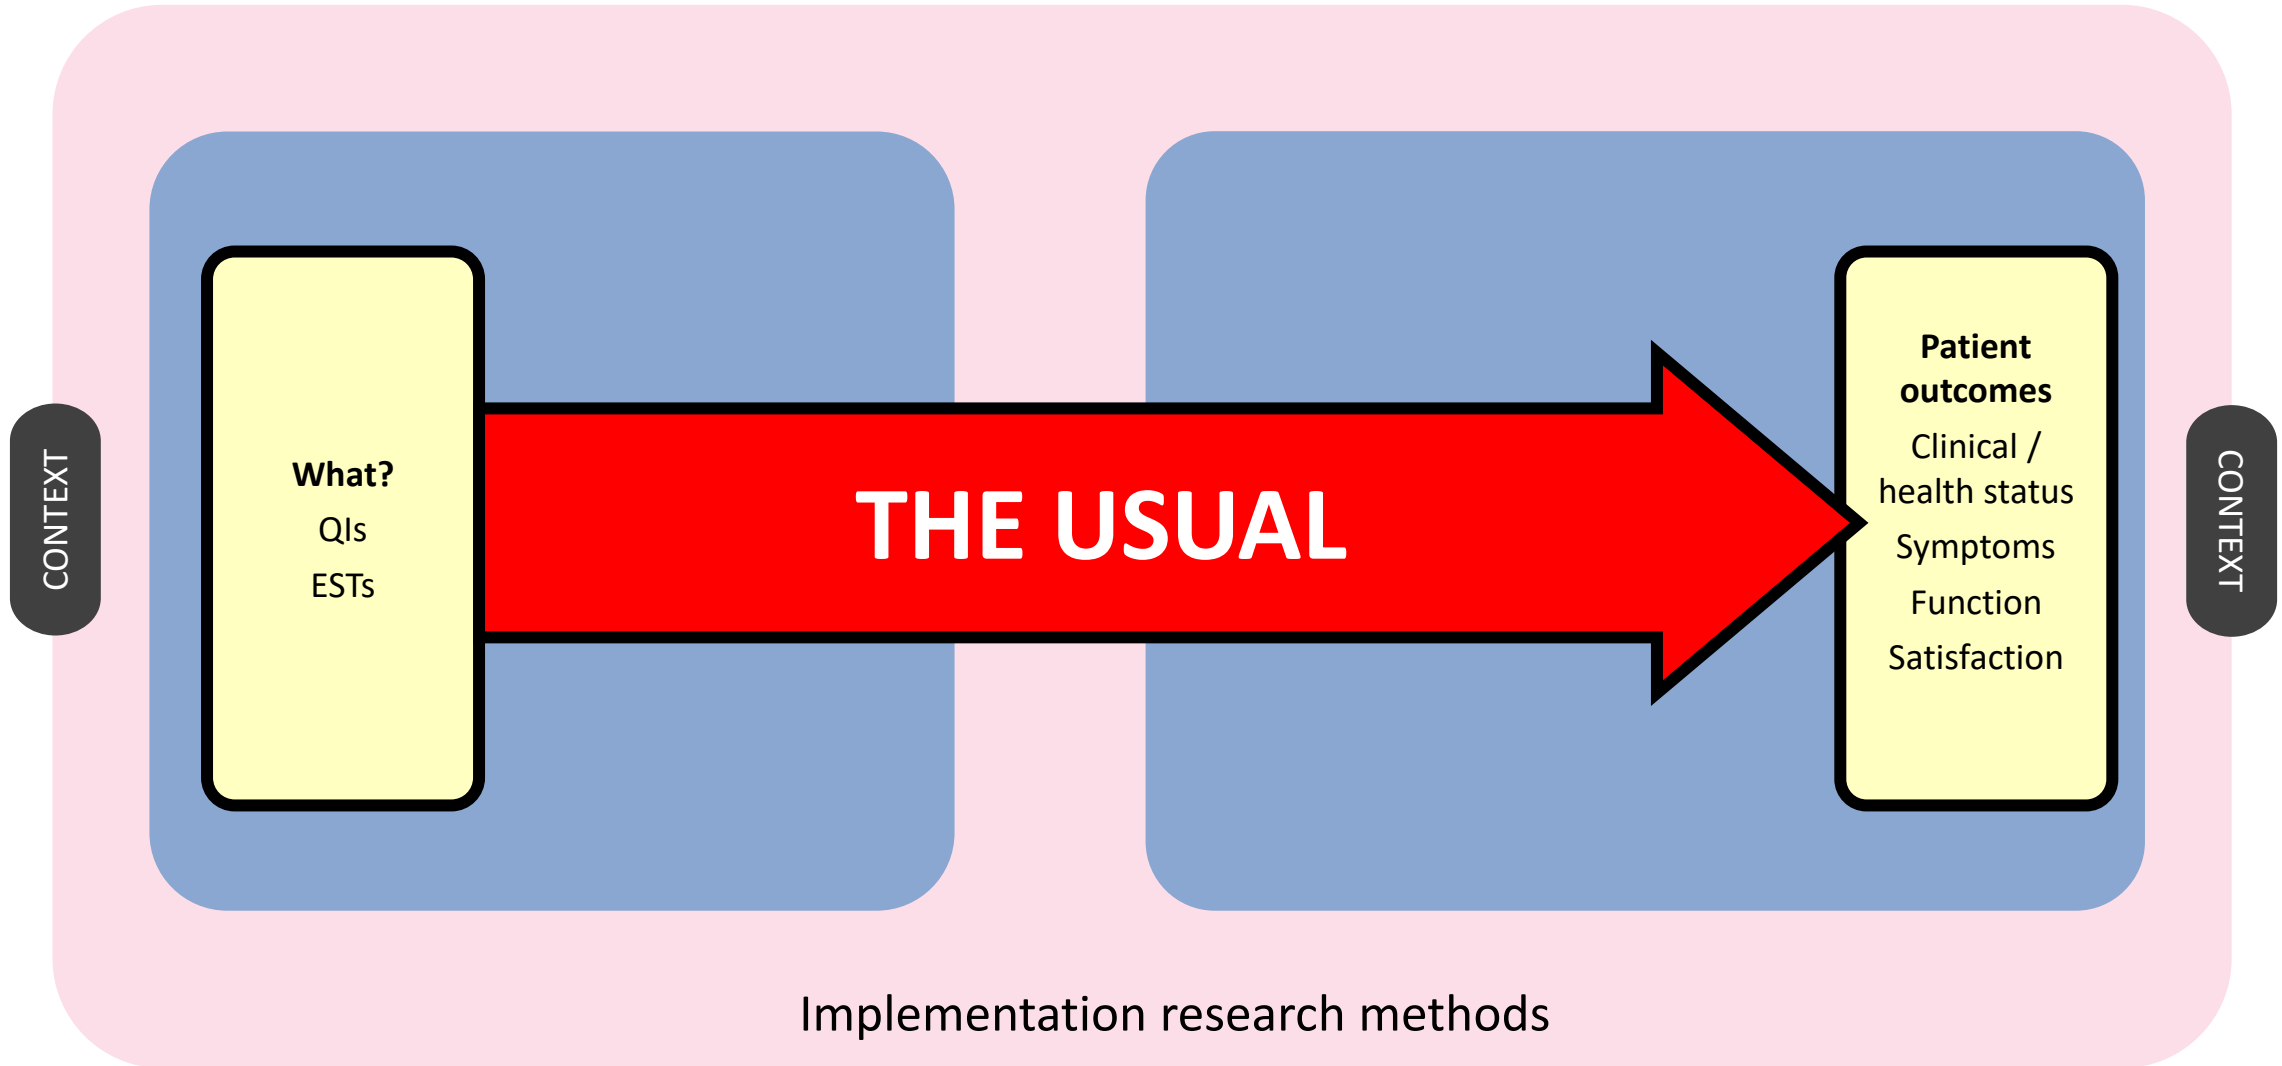 CONTEXT
What?
QIs
ESTs
THE USUAL
Patient
outcomes
Clinical /
health status
Symptoms
Function
Satisfaction
CONTEXT
Implementation research methods